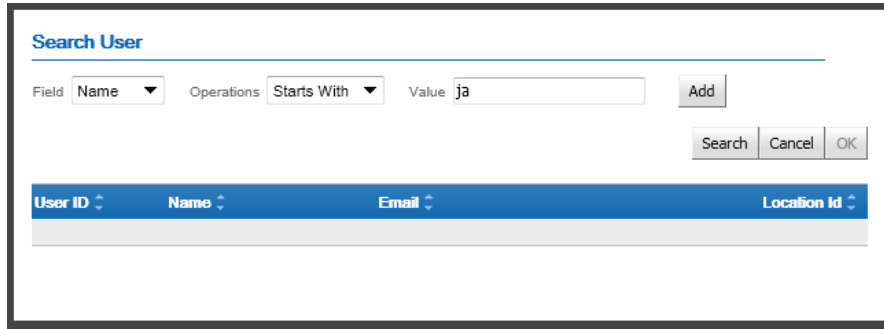 Search User
Field Name Operations Starts With Value ja Add
Search Cancel OK
User ID Name Email Location Id